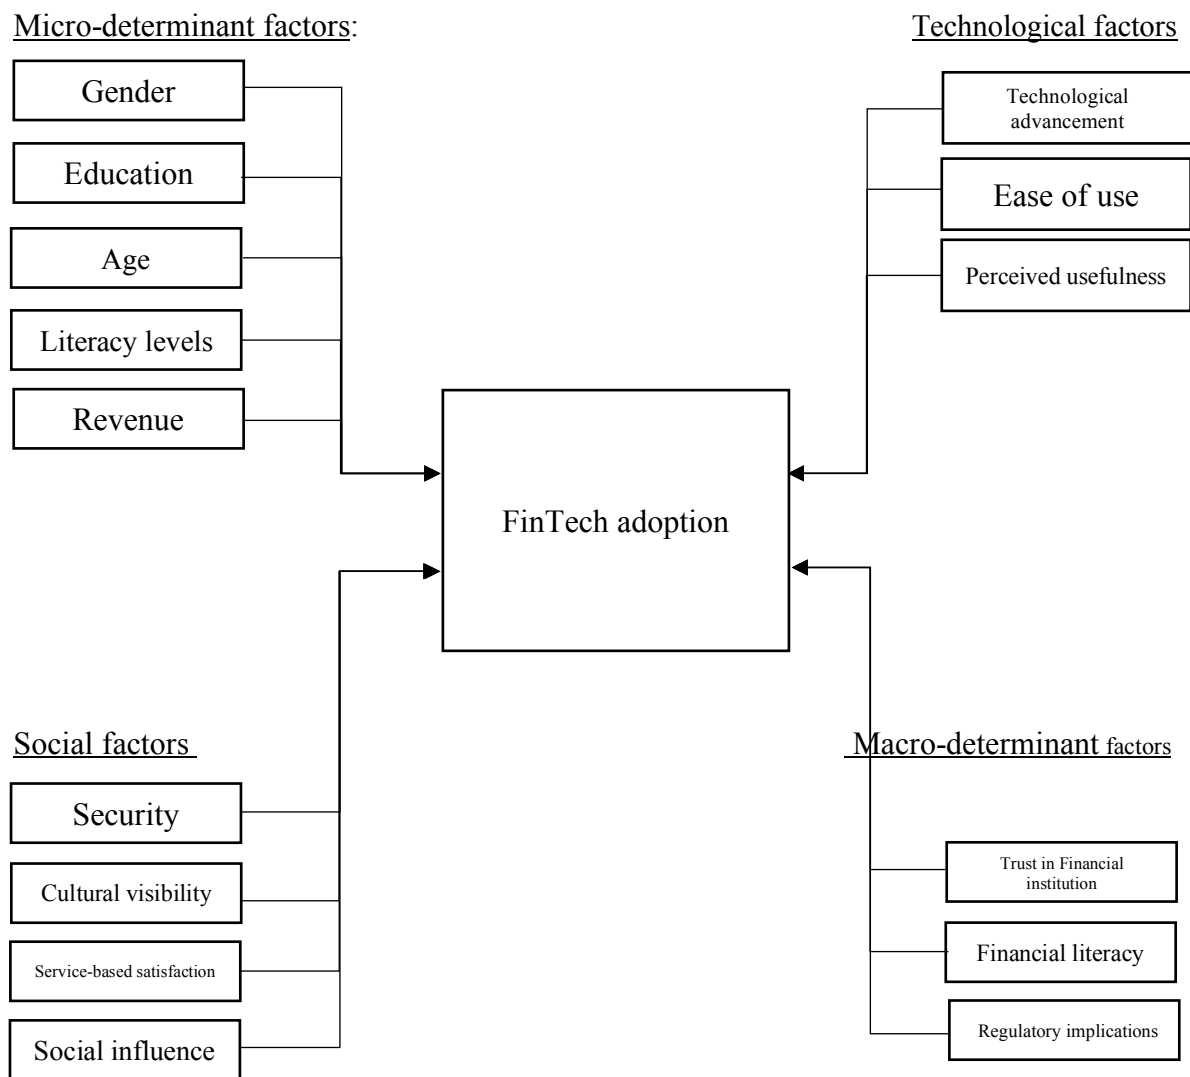 Micro-determinant factors:
Gender
Education
Age
Literacy levels
Revenue
Technological factors
Technological
advancement
Ease of use
Perceived usefulness
FinTech adoption
Social factors
Security
Cultural visibility
Service-based satisfaction
Social influence
Macro-determinant factors
Trust in Financial
institution
Financial literacy
Regulatory implications